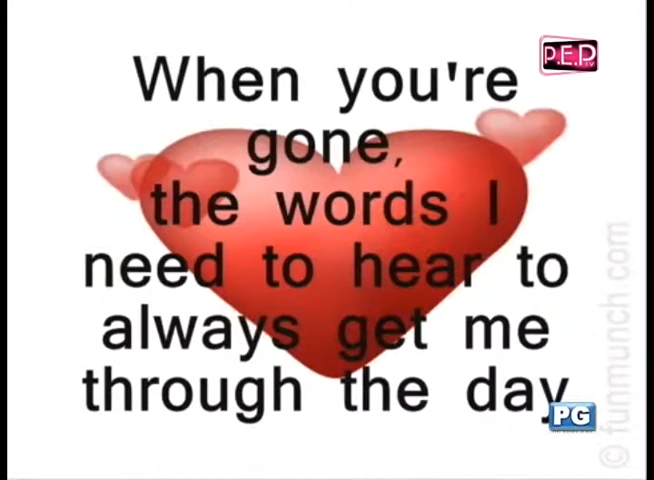 P.E.P
TV
When you're
gone,
the words I
need to hear to
always get me
through the day
PG
© funmunch.com